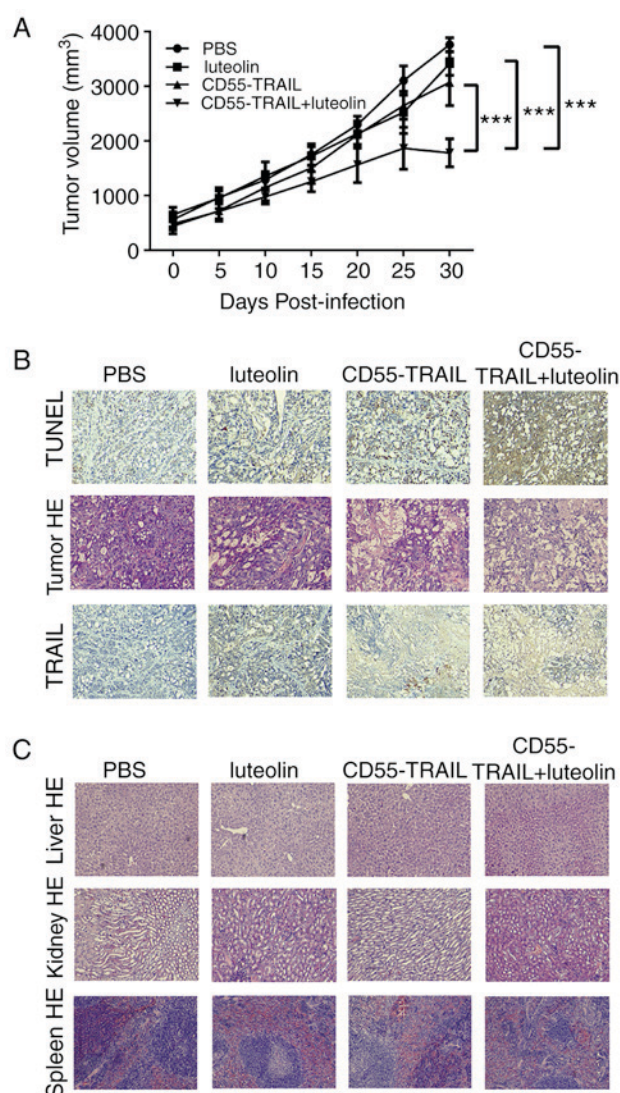 A
Tumor volume (mm³)
4000
3000
2000
1000
0
PBS
luteolin
CD55-TRAIL
CD55-TRAIL+luteolin
***
***
***
0 5 10 15 20 25 30
Days Post-infection
B
PBS luteolin CD55-TRAIL CD55-
TRAIL+luteolin
TUNEL
Tumor HE
TRAIL
C
PBS luteolin CD55-TRAIL CD55-
TRAIL+luteolin
Liver HE
Kidney HE
Spleen HE